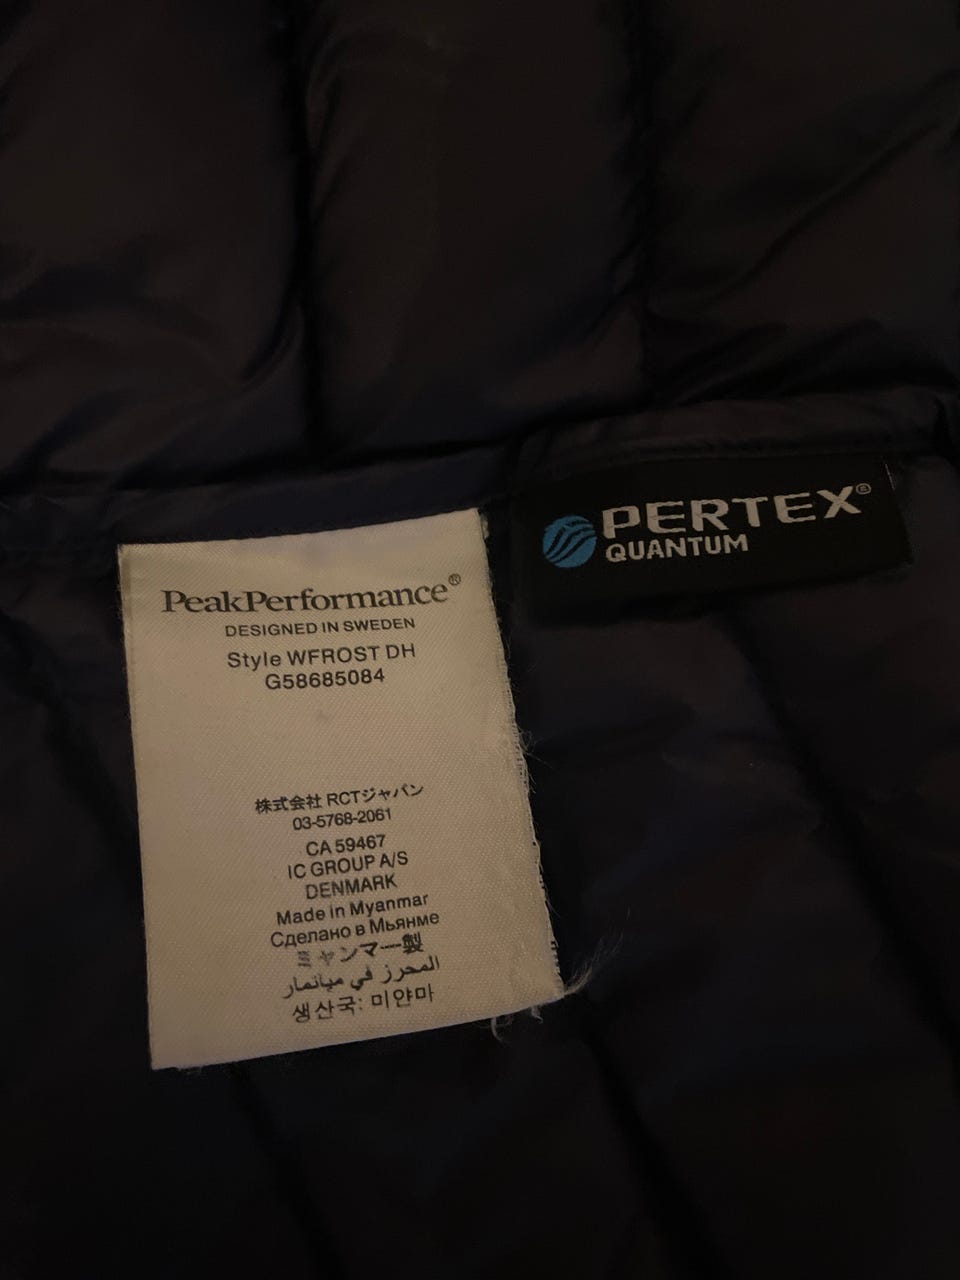 PERTEX®
QUANTUM
PeakPerformance®
DESIGNED IN SWEDEN
Style WFROST DH
G58685084
株式会社 RCTジャパン
03-5768-2061
CA 59467
IC GROUP A/S
DENMARK
Made in Myanmar
Сделано в Мьянме
ミャンマー製
المحرز في ميانمار
생산국: 미얀마